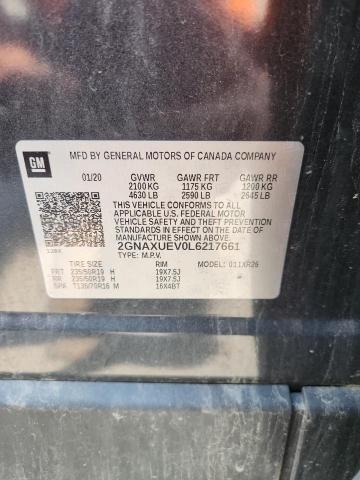 GM
MFD BY GENERAL MOTORS OF CANADA COMPANY
01/20 GVWR GAWR FRT GAWR RR
2100 KG 1175 KG 1200 KG
4630 LB 2590 LB 2645 LB
THIS VEHICLE CONFORMS TO ALL APPLICABLE
U.S. FEDERAL MOTOR
VEHICLE SAFETY AND THEFT PREVENTION
STANDARDS IN EFFECT ON THE DATE OF
MANUFACTURE SHOWN ABOVE.
2GNAXUEV0L6217661
TYPE: M.P.V. MODEL: 011XR26
TIRE SIZE RIM
FRT 235/50R19 H 19X7.5J
RR 235/50R19 H 19X7.5J
SPA T135/70R16 M 16X4BT